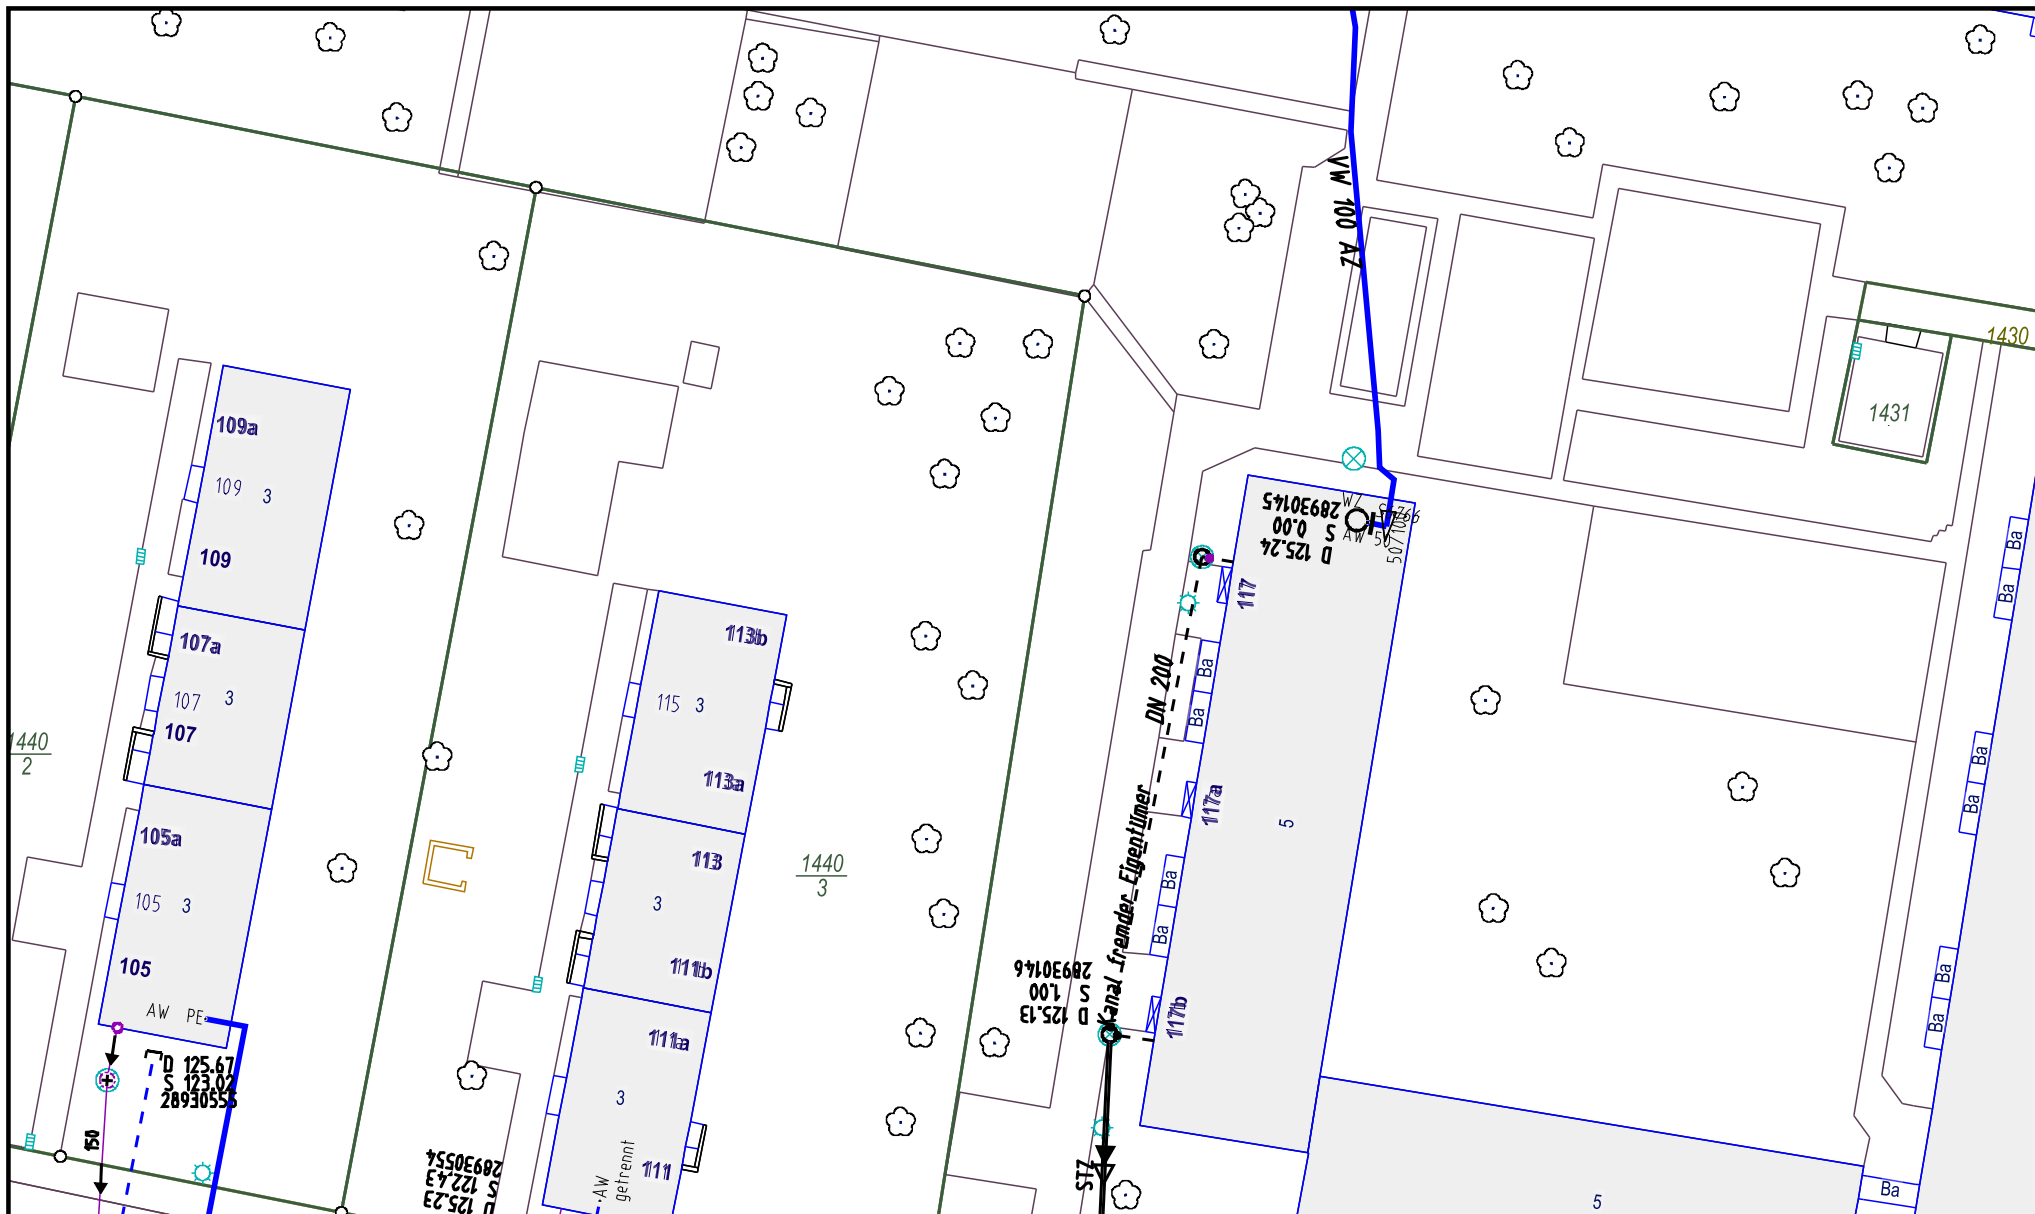 VW 100 AZ
1430
1431
109a
109 3
109
107a
107 3
107
105a
105 3
105
AW PE
D 125.67
S 123.02
28930555
150
1440
2
113b
115 3
113a
113
3
111b
111a
3
111
AW
getrennt
28930554
S 122.43
D 125.23
1440
3
28930145
S 0.00
D 125.24
WZ
AW 50
117
DN 200
Ba
Ba
117a
5
Kanal fremder Eigentümer
Ba
Ba
117b
28930146
S 1.00
D 125.13
STZ
Ba
Ba
Ba
Ba
Ba
Ba
Ba
5